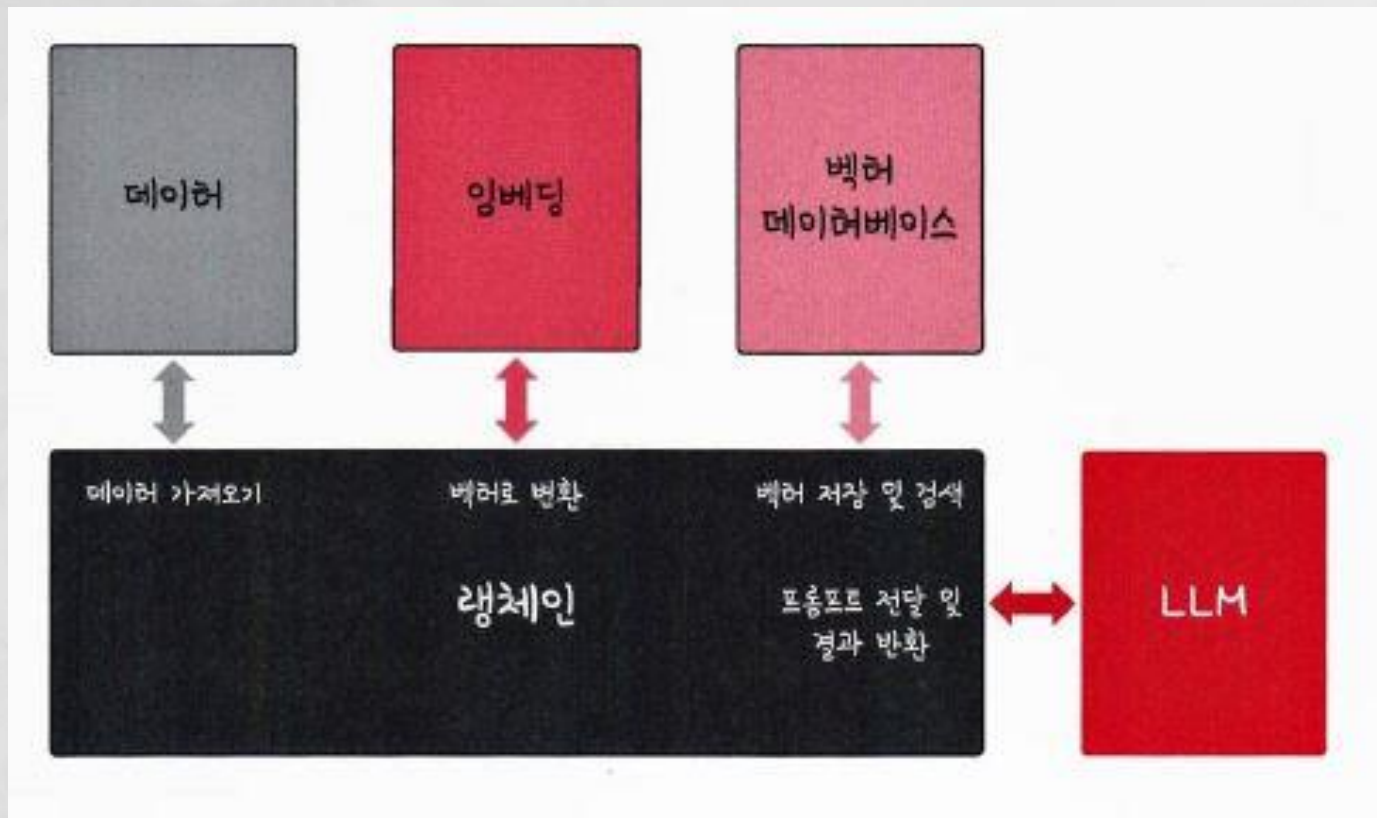 데이터
임베딩
벡터
데이터베이스
데이터 가져오기
벡터로 변환
벡터 저장 및 검색
랭체인
프롬프트 전달 및
결과 반환
LLM